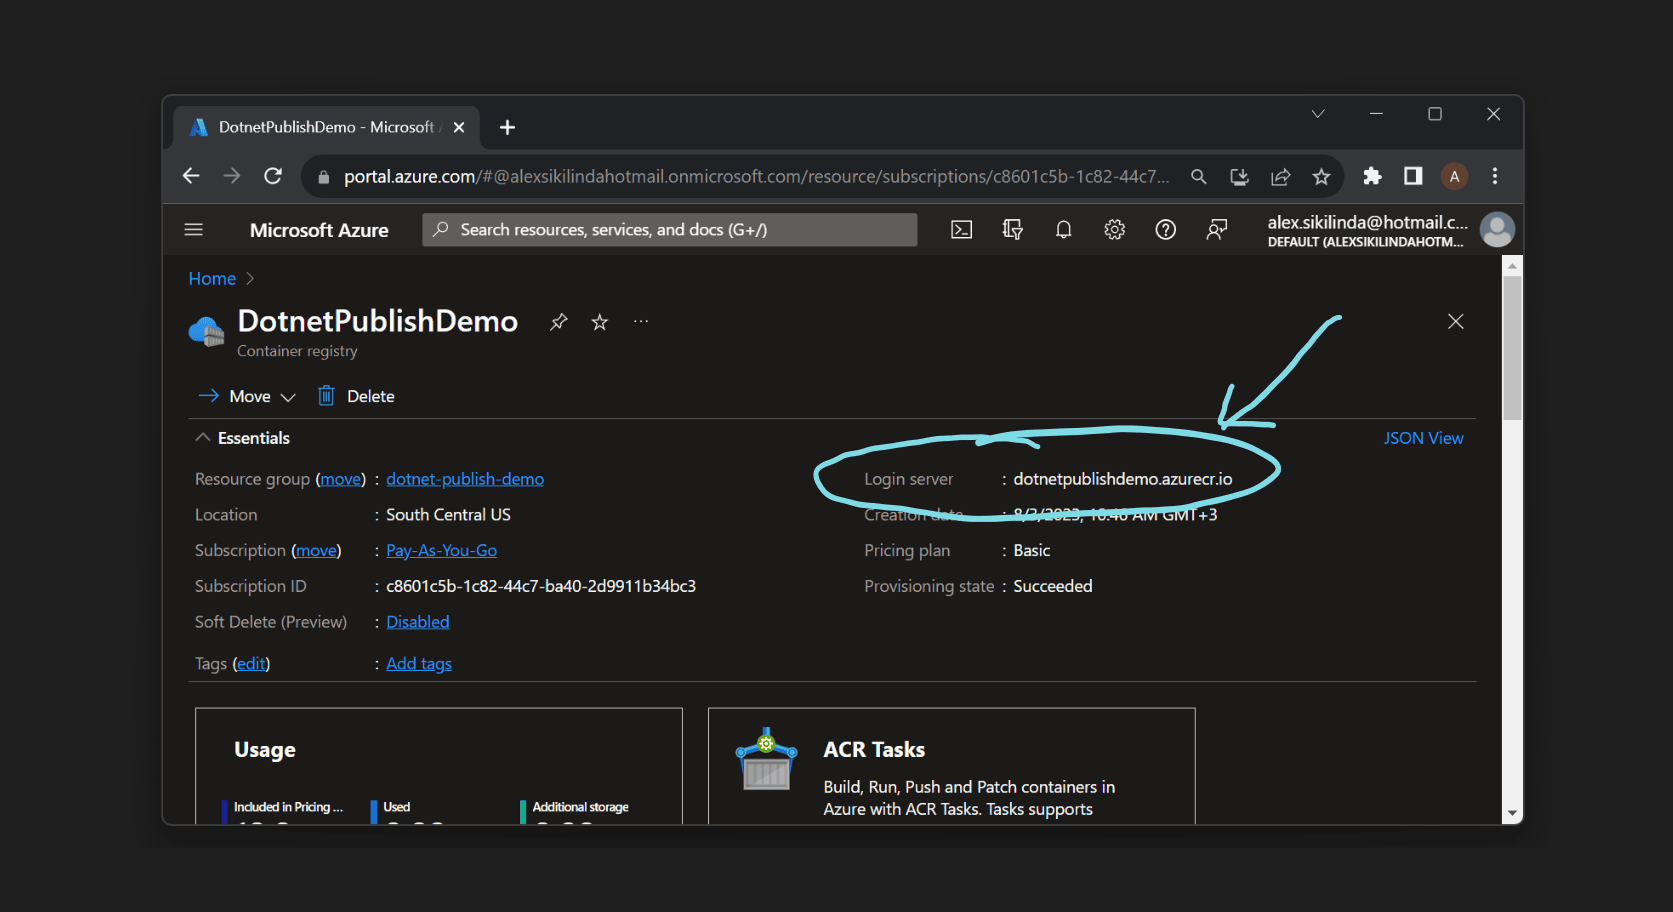 DotnetPublishDemo - Microsoft
portal.azure.com/#@alexsikilindahotmail.onmicrosoft.com/resource/subscriptions/c8601c5b-1c82-44c7...
A
Microsoft Azure
Search resources, services, and docs (G+/)
alex.sikilinda@hotmail.c...
DEFAULT (ALEXSIKILINDAHOTM...
Home
DotnetPublishDemo
Container registry
Move
Delete
Essentials
JSON View
Resource group (move) : dotnet-publish-demo
Login server : dotnetpublishdemo.azurecr.io
Location : South Central US
Creation date : 8/3/2023, 10:40 AM GMT+3
Subscription (move) : Pay-As-You-Go
Pricing plan : Basic
Subscription ID : c8601c5b-1c82-44c7-ba40-2d9911b34bc3
Provisioning state : Succeeded
Soft Delete (Preview) : Disabled
Tags (edit) : Add tags
Usage
Included in Pricing ...
Used
Additional storage
ACR Tasks
Build, Run, Push and Patch containers in
Azure with ACR Tasks. Tasks supports